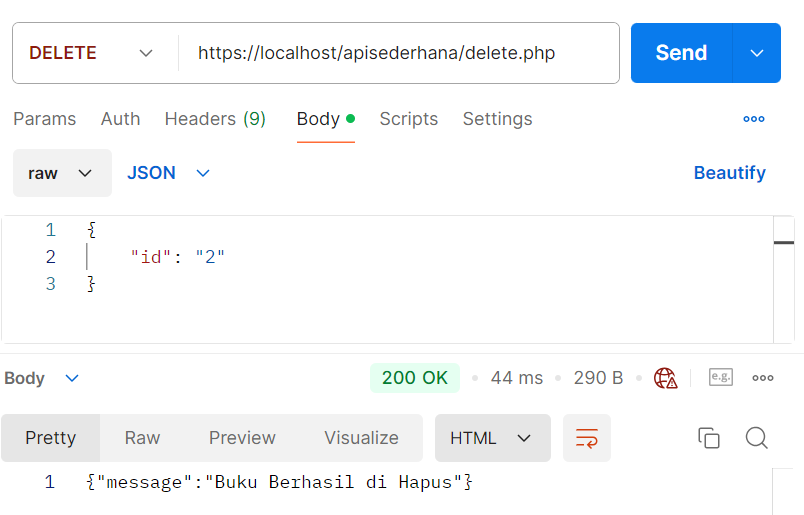 DELETE https://localhost/apisederhana/delete.php Send
Params Auth Headers (9) Body Scripts Settings
raw JSON Beautify
1 {
2 "id": "2"
3 }
Body 200 OK 44 ms 290 B e.g.
Pretty Raw Preview Visualize HTML
1 {"message":"Buku Berhasil di Hapus"}